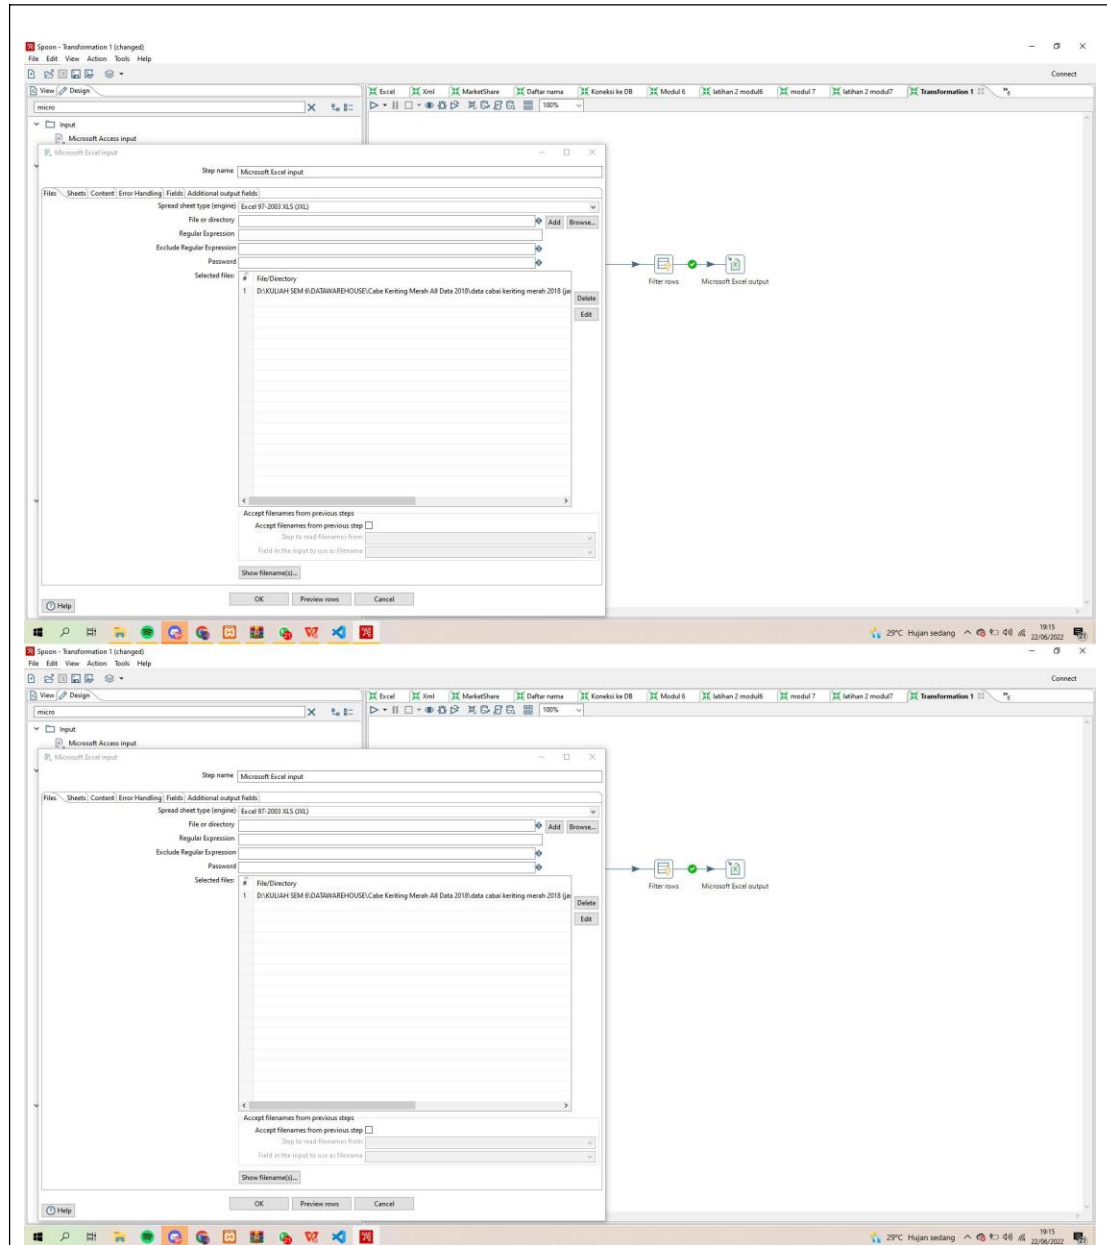 Spoon - Transformation 1 (changed)
File Edit View Action Tools Help
Connect
View Design
Excel Xml MarketShare Daftar nama Koneksi ke DB Modul 6 latihan 2 modul6 modul 7 latihan 2 modul7 Transformation 1
micro
100%
Input
Microsoft Access input
Microsoft Excel input
Step name Microsoft Excel input
Files Sheets Content Error Handling Fields Additional output fields
Spread sheet type (engine) Excel 97-2003 XLS (JXL)
File or directory Add Browse...
Regular Expression
Exclude Regular Expression
Password
Selected files: # File/Directory
Filter rows Microsoft Excel output
1 D:\KULIAH SEM 6\DATAWAREHOUSE\Cabe Keriting Merah All Data 2018\data cabai keriting merah 2018 (ja
Delete
Edit
Accept filenames from previous steps
Accept filenames from previous step
Step to read filenames from
Field in the input to use as filename
Show filename(s)...
OK Preview rows Cancel
Help
29°C Hujan sedang 19:15
22/06/2022
Spoon - Transformation 1 (changed)
File Edit View Action Tools Help
Connect
View Design
Excel Xml MarketShare Daftar nama Koneksi ke DB Modul 6 latihan 2 modul6 modul 7 latihan 2 modul7 Transformation 1
micro
100%
Input
Microsoft Access input
Microsoft Excel input
Step name Microsoft Excel input
Files Sheets Content Error Handling Fields Additional output fields
Spread sheet type (engine) Excel 97-2003 XLS (JXL)
File or directory Add Browse...
Regular Expression
Exclude Regular Expression
Password
Selected files: # File/Directory
Filter rows Microsoft Excel output
1 D:\KULIAH SEM 6\DATAWAREHOUSE\Cabe Keriting Merah All Data 2018\data cabai keriting merah 2018 (ja
Delete
Edit
Accept filenames from previous steps
Accept filenames from previous step
Step to read filenames from
Field in the input to use as filename
Show filename(s)...
OK Preview rows Cancel
Help
29°C Hujan sedang 19:15
22/06/2022